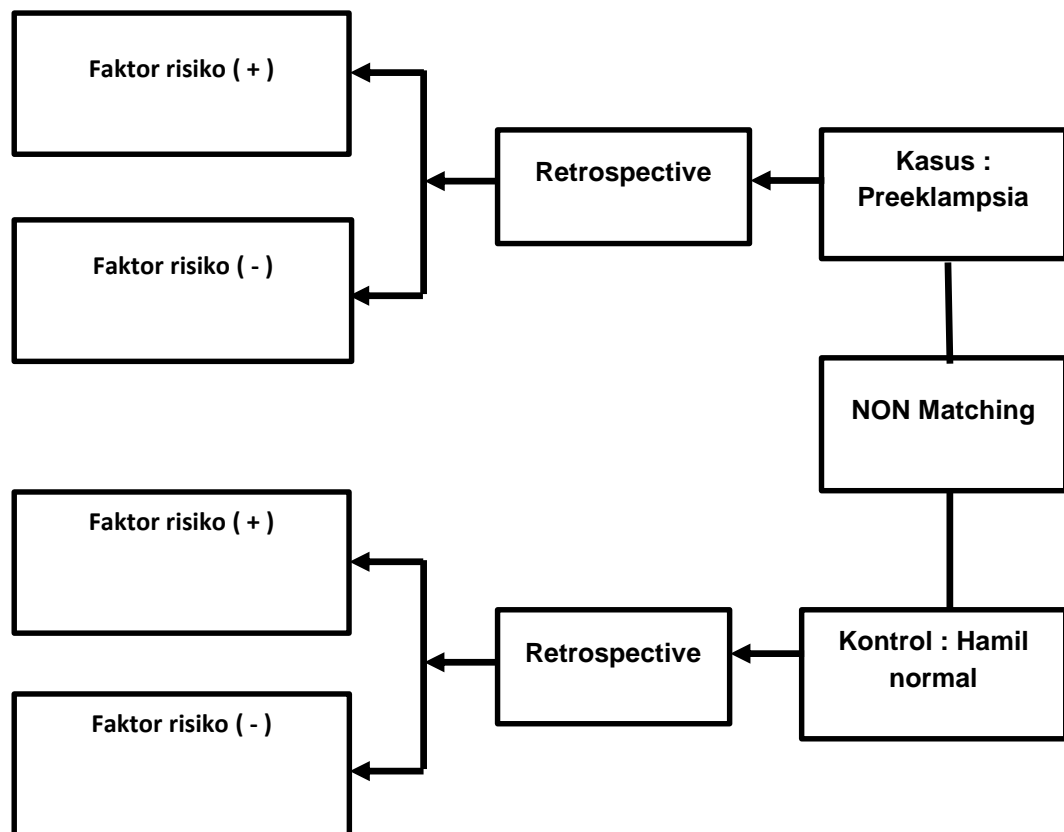 Faktor risiko ( + )
Retrospective
Kasus :
Preeklampsia
Faktor risiko ( - )
NON Matching
Faktor risiko ( + )
Retrospective
Kontrol : Hamil
normal
Faktor risiko ( - )